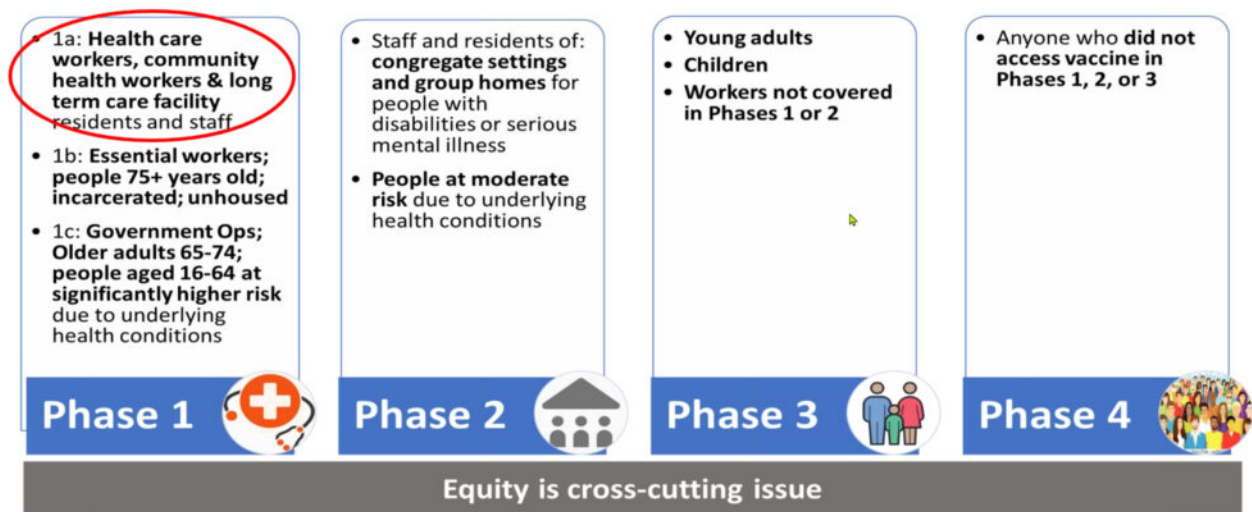 • 1a: Health care
workers, community
health workers & long
term care facility
residents and staff
• 1b: Essential workers;
people 75+ years old;
incarcerated; unhoused
• 1c: Government Ops;
Older adults 65-74;
people aged 16-64 at
significantly higher risk
due to underlying
health conditions
Phase 1
• Staff and residents of:
congregate settings
and group homes for
people with
disabilities or serious
mental illness
• People at moderate
risk due to underlying
health conditions
Phase 2
• Young adults
• Children
• Workers not covered
in Phases 1 or 2
Phase 3
• Anyone who did not
access vaccine in
Phases 1, 2, or 3
Phase 4
Equity is cross-cutting issue